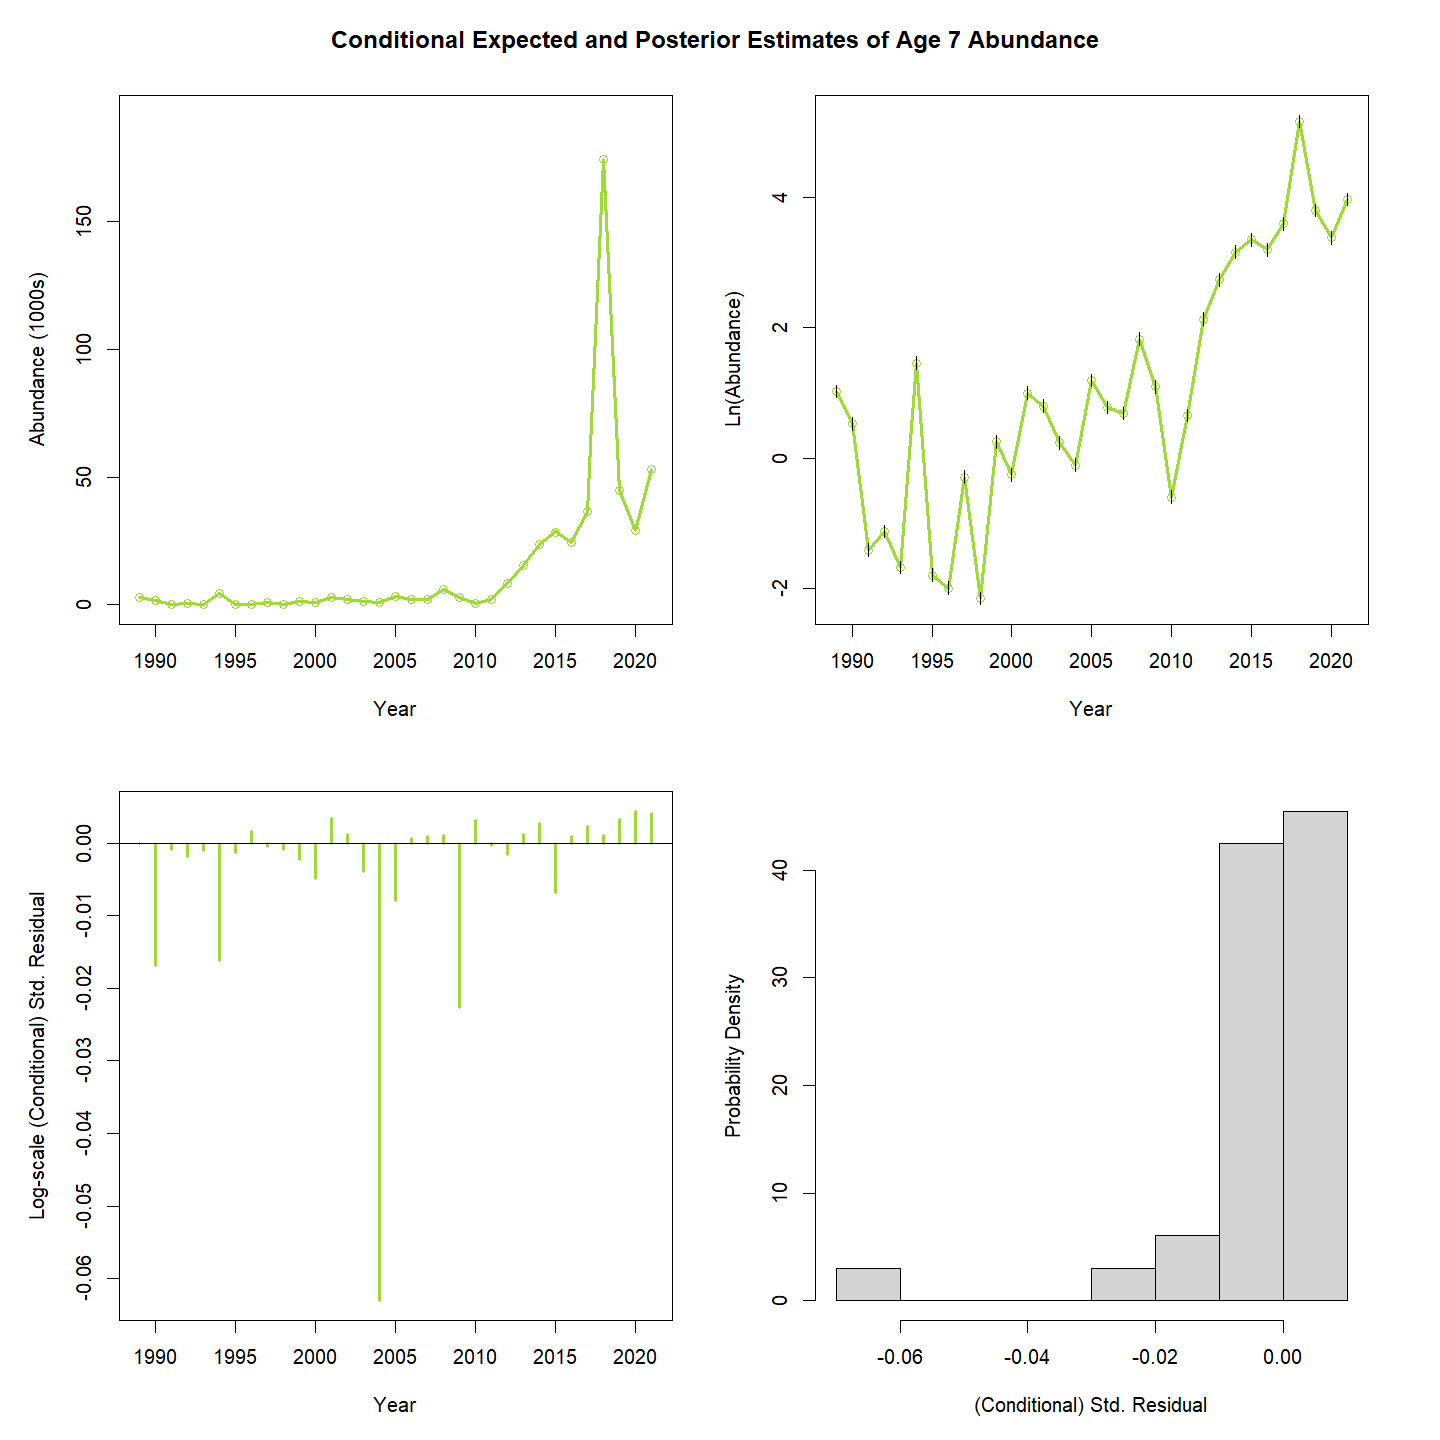 Conditional Expected and Posterior Estimates of Age 7 Abundance
Abundance (1000s)
0 50 100 150
1990 1995 2000 2005 2010 2015 2020
Year
Ln(Abundance)
-2 0 2 4
1990 1995 2000 2005 2010 2015 2020
Year
Log-scale (Conditional) Std. Residual
-0.06 -0.05 -0.04 -0.03 -0.02 -0.01 0.00
1990 1995 2000 2005 2010 2015 2020
Year
Probability Density
0 10 20 30 40
-0.06 -0.04 -0.02 0.00
(Conditional) Std. Residual